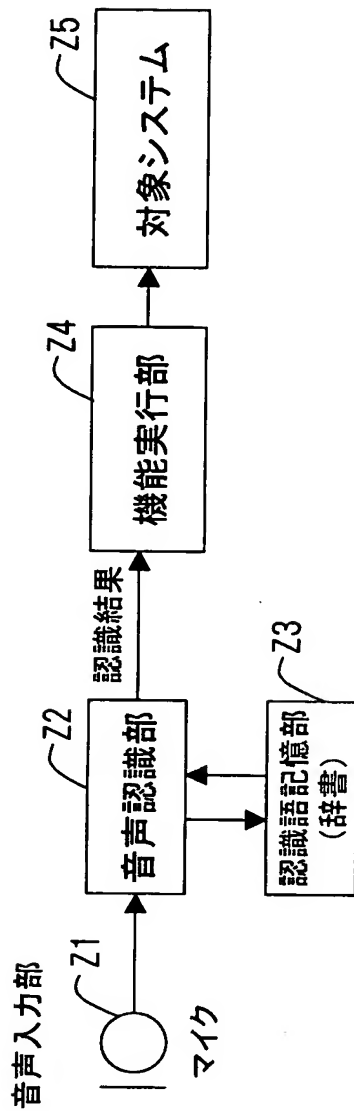 音声入力部
Z1
マイク
Z2
音声認識部
認識結果
Z3
認識語記憶部
(辞書)
Z4
機能実行部
Z5
対象システム